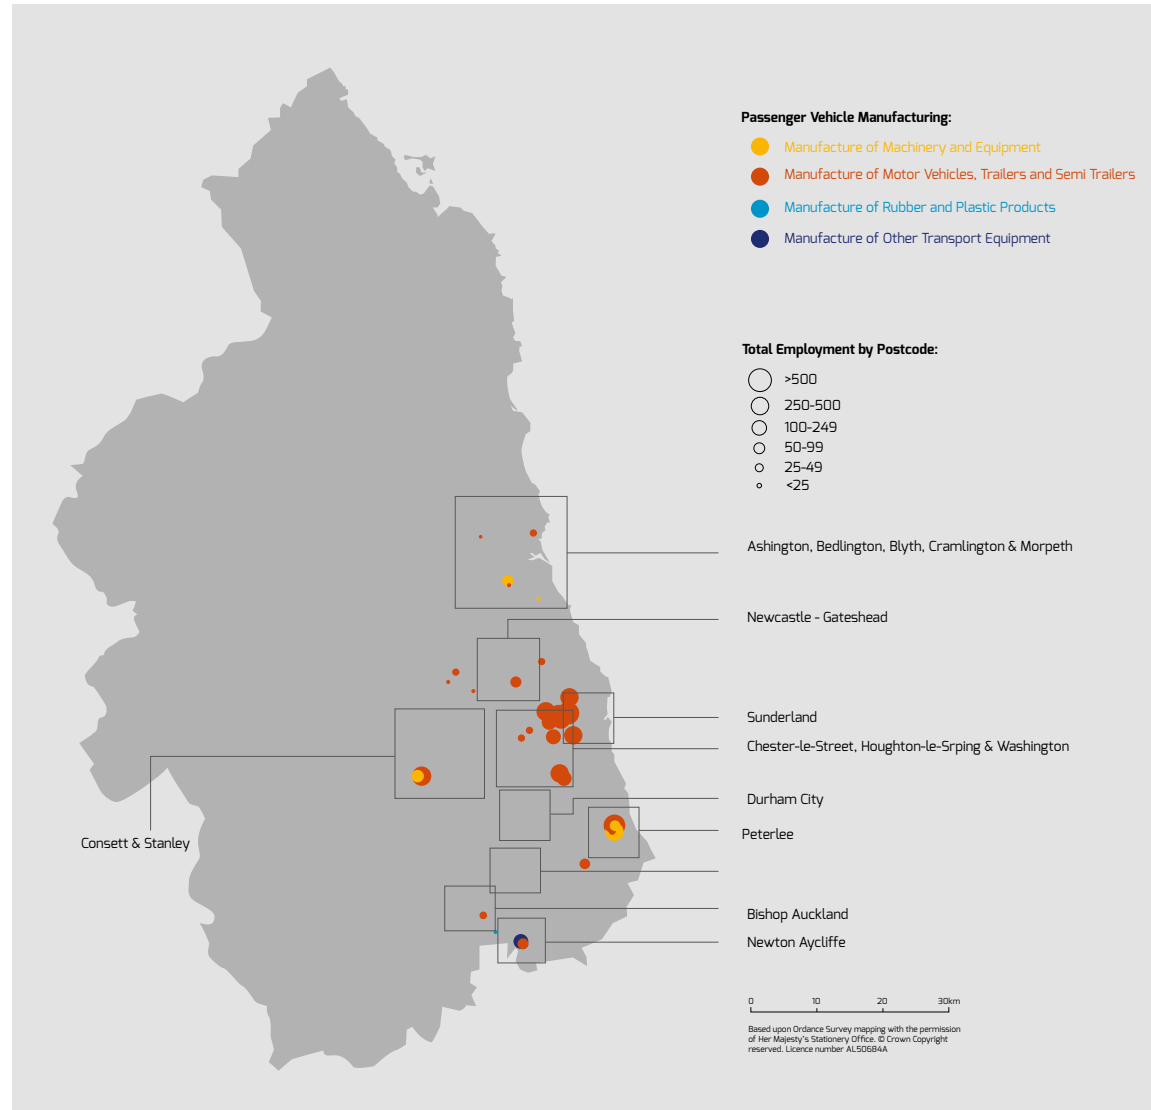 Passenger Vehicle Manufacturing:
Manufacture of Machinery and Equipment
Manufacture of Motor Vehicles, Trailers and Semi Trailers
Manufacture of Rubber and Plastic Products
Manufacture of Other Transport Equipment
Total Employment by Postcode:
>500
250-500
100-249
50-99
25-49
<25
Ashington, Bedlington, Blyth, Cramlington & Morpeth
Newcastle - Gateshead
Sunderland
Chester-le-Street, Houghton-le-Srping & Washington
Durham City
Peterlee
Consett & Stanley
Bishop Auckland
Newton Aycliffe
0 10 20 30km
Based upon Ordance Survey mapping with the permission
of Her Majesty's Stationery Office. © Crown Copyright
reserved. Licence number AL50684A